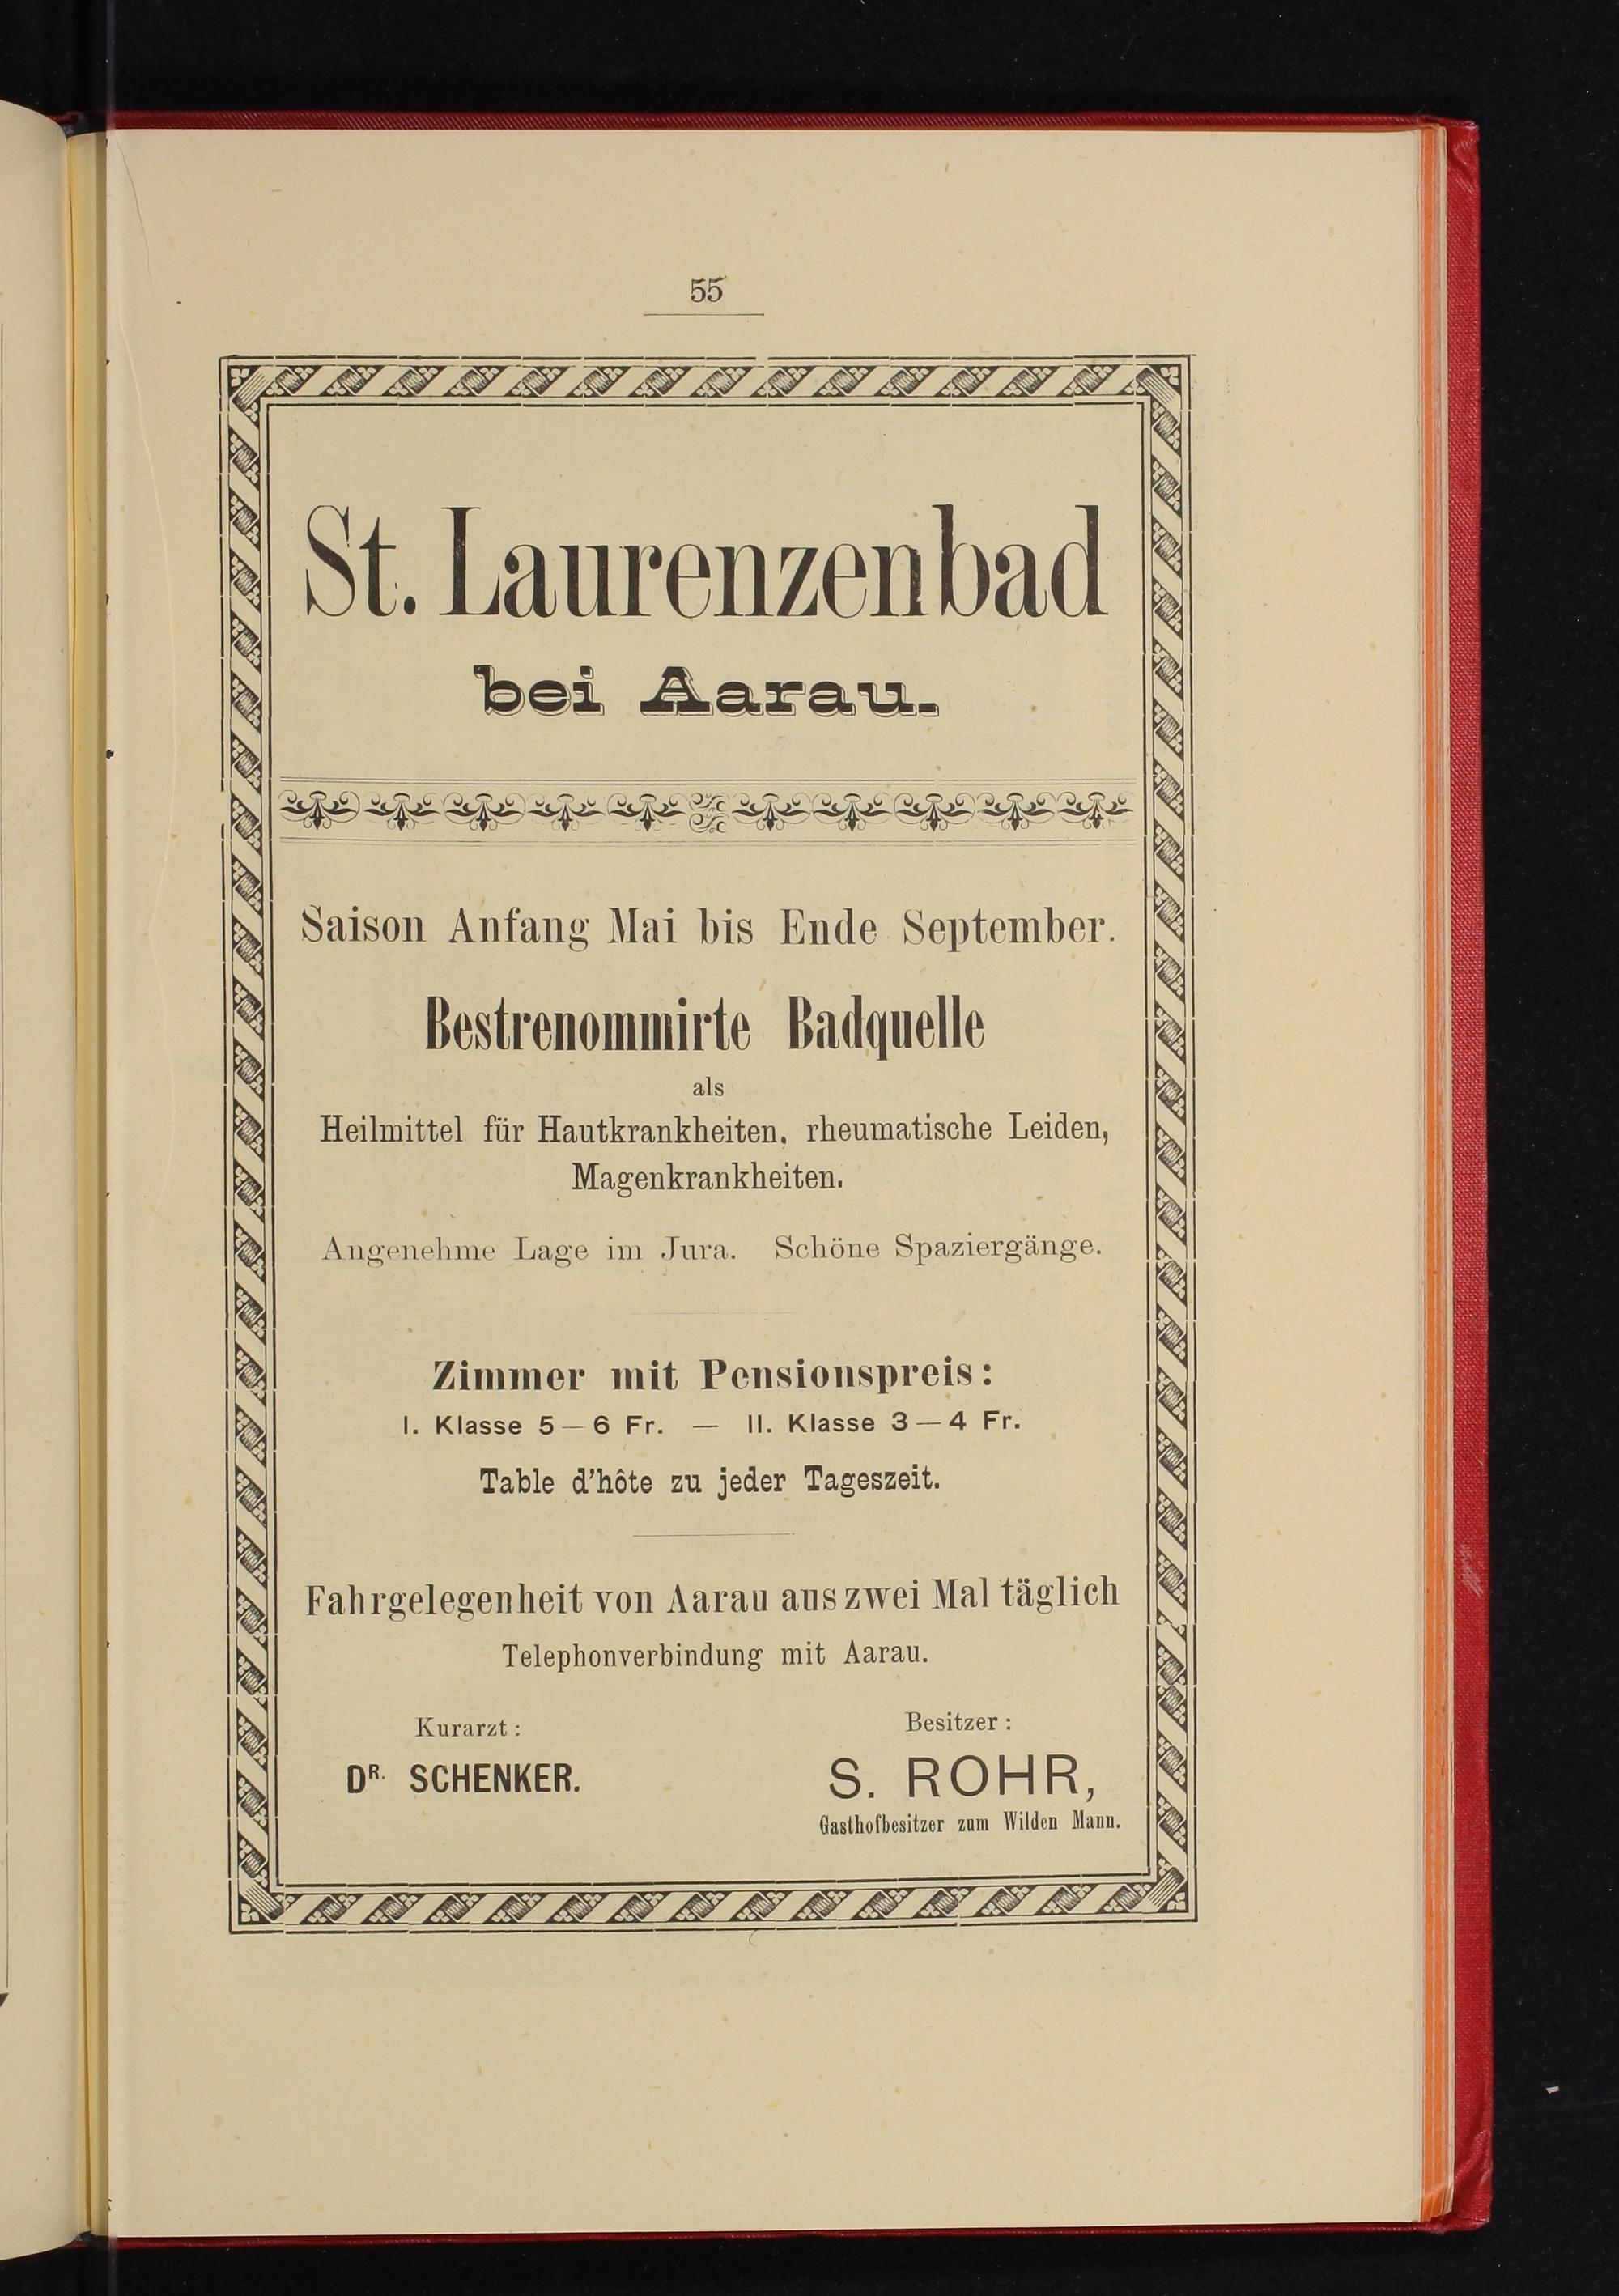 55
St. Laurenzenbad
bei Aarau.
Saison Anfang Mai bis Ende September.
Bestrenommirte Badquelle
als
Heilmittel für Hautkrankheiten, rheumatische Leiden,
Magenkrankheiten.
Angenehme Lage im Jura. Schöne Spaziergänge.
Zimmer mit Pensionspreis:
I. Klasse 5—6 Fr. — II. Klasse 3—4 Fr.
Table d'hôte zu jeder Tageszeit.
Fahrgelegenheit von Aarau aus zwei Mal täglich
Telephonverbindung mit Aarau.
Kurarzt:
DR. SCHENKER.
Besitzer:
S. ROHR,
Gasthofbesitzer zum Wilden Mann.